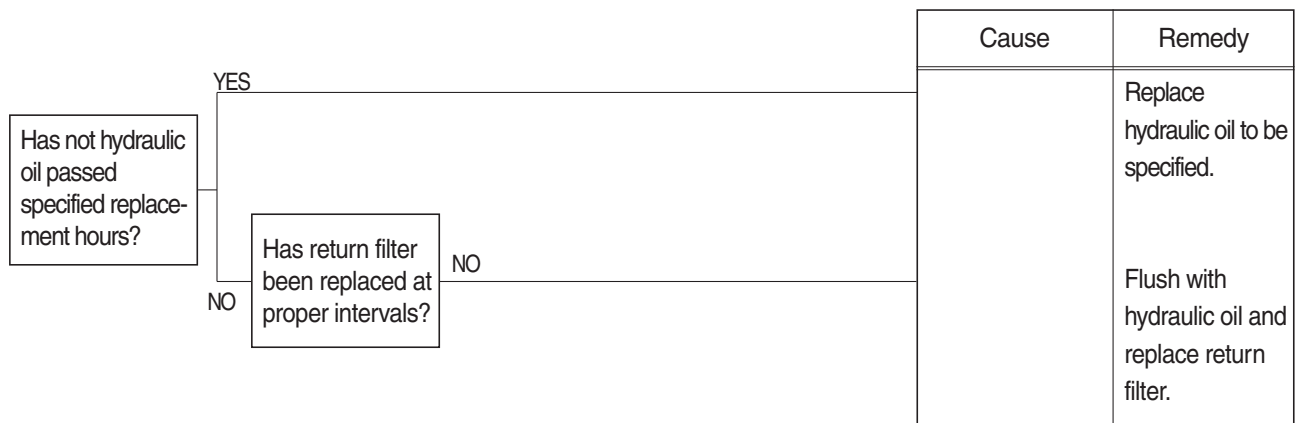 Cause
Remedy
YES
Replace
hydraulic oil to be
specified.
Has not hydraulic
oil passed
specified replace-
ment hours?
NO
Has return filter
been replaced at
proper intervals?
NO
Flush with
hydraulic oil and
replace return
filter.